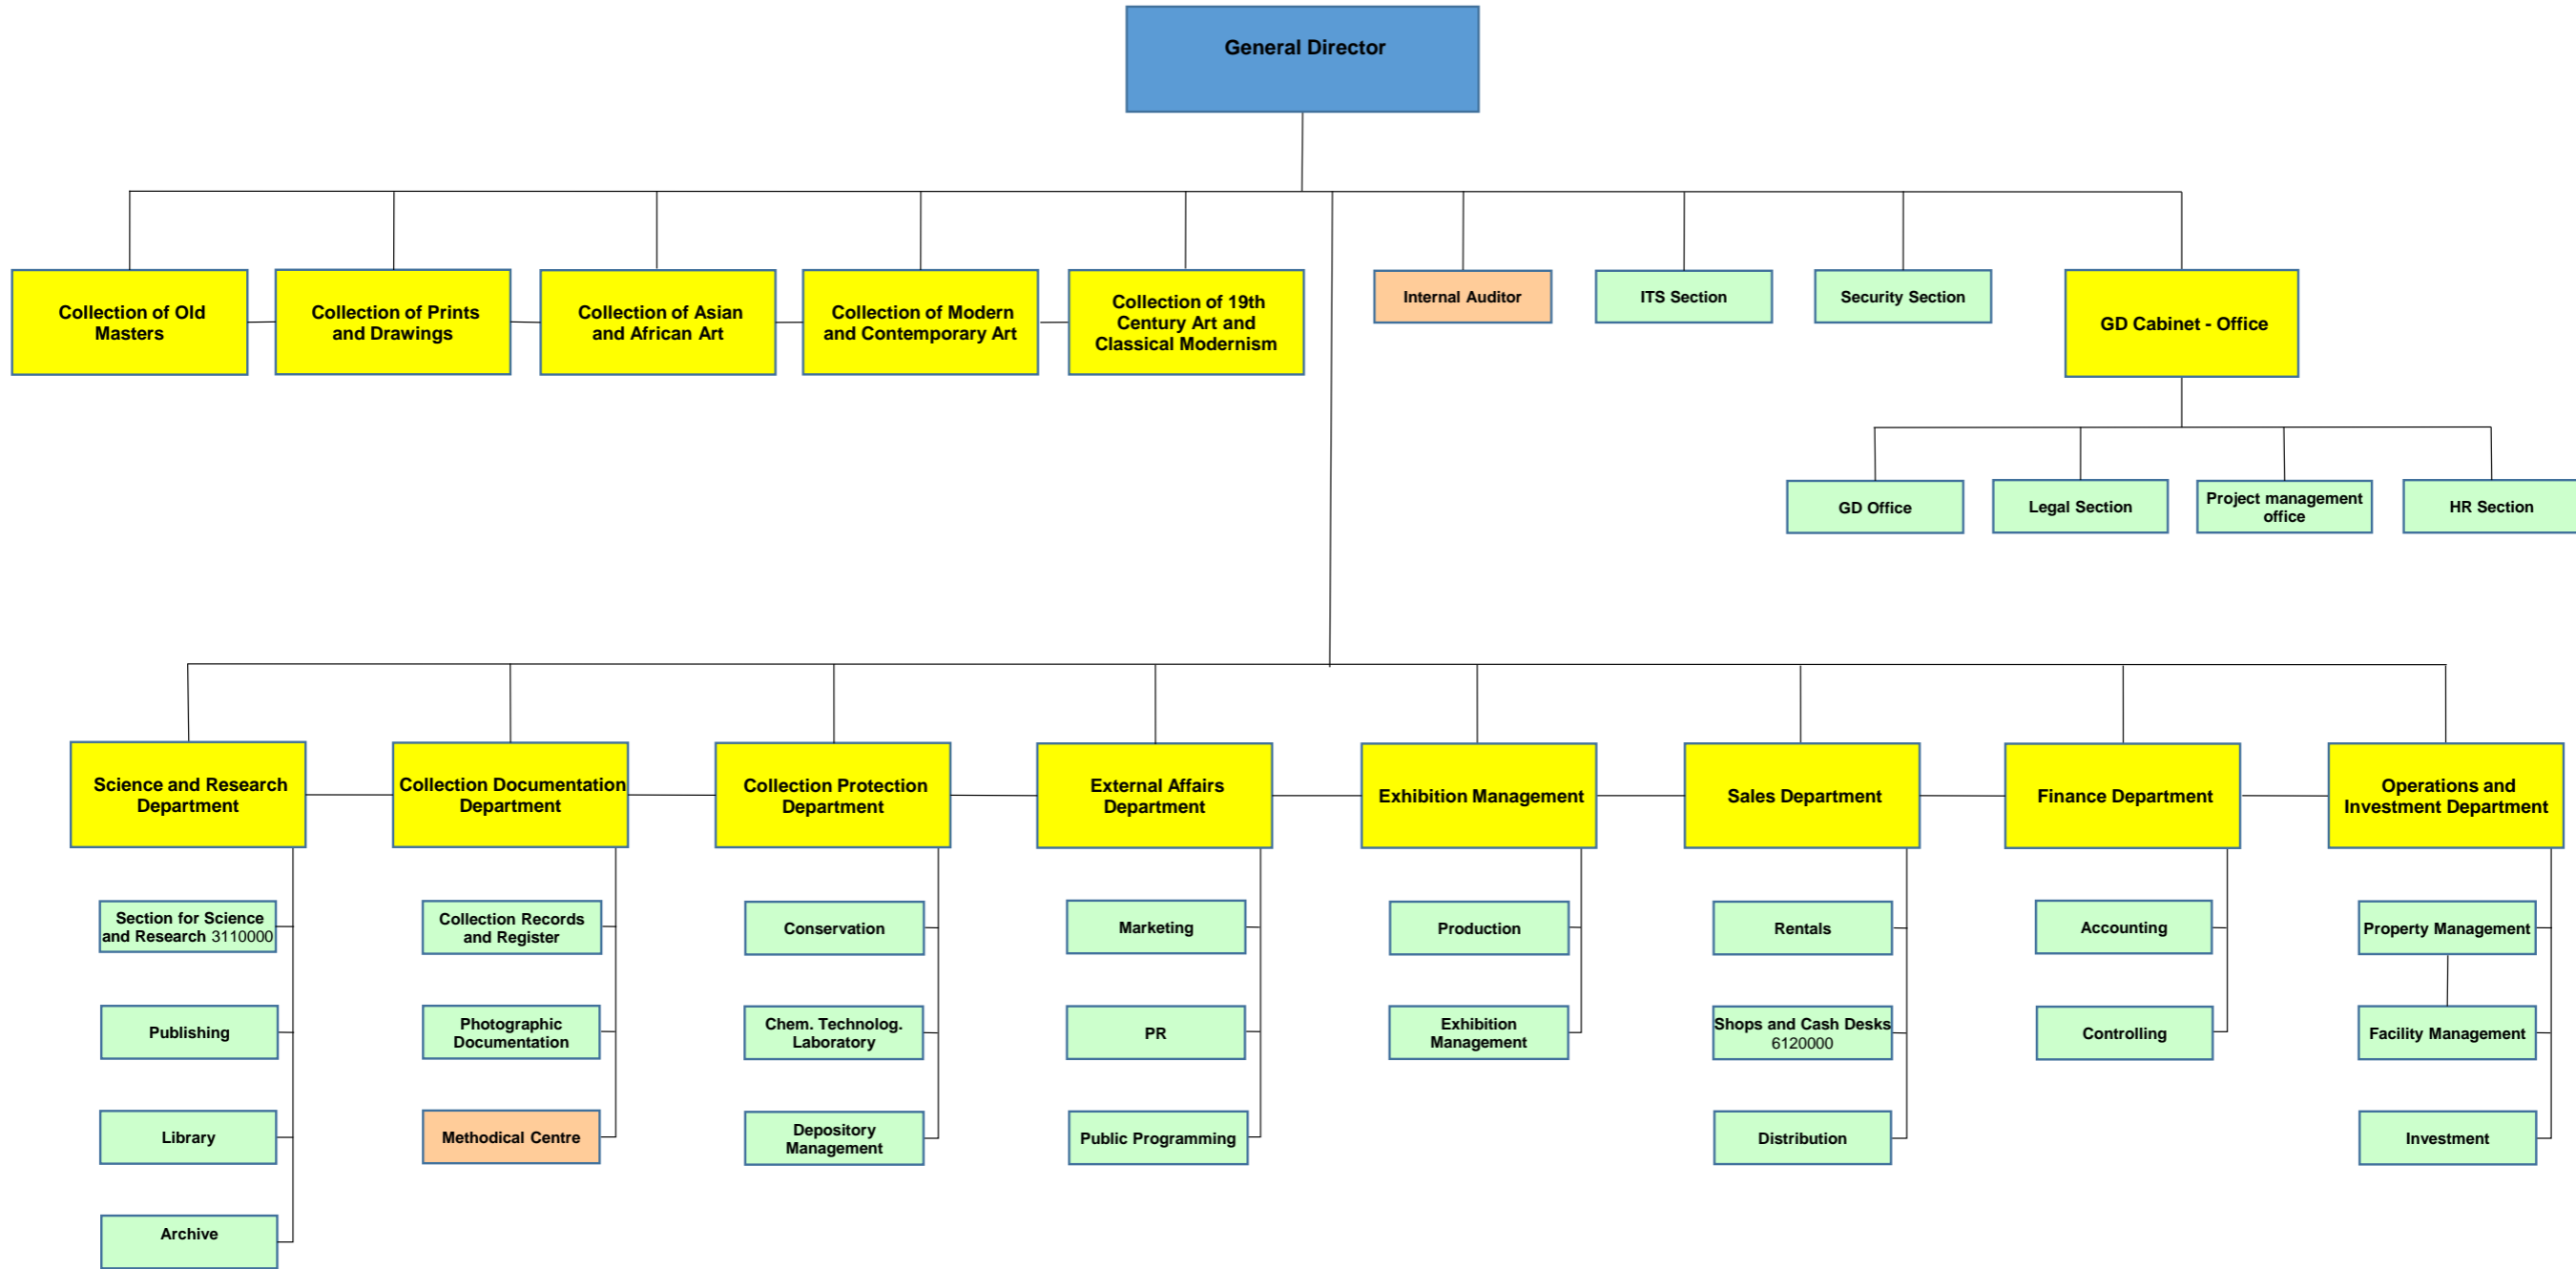 General Director
Collection of Old
Masters
Collection of Prints
and Drawings
Collection of Asian
and African Art
Collection of Modern
and Contemporary Art
Collection of 19th
Century Art and
Classical Modernism
Internal Auditor
ITS Section
Security Section
GD Cabinet - Office
GD Office
Legal Section
Project management
office
HR Section
Science and Research
Department
Collection Documentation
Department
Collection Protection
Department
External Affairs
Department
Exhibition Management
Sales Department
Finance Department
Operations and
Investment Department
Section for Science
and Research 3110000
Collection Records
and Register
Conservation
Marketing
Production
Rentals
Accounting
Property Management
Publishing
Photographic
Documentation
Chem. Technolog.
Laboratory
PR
Exhibition
Management
Shops and Cash Desks
6120000
Controlling
Facility Management
Library
Methodical Centre
Depository
Management
Public Programming
Distribution
Investment
Archive